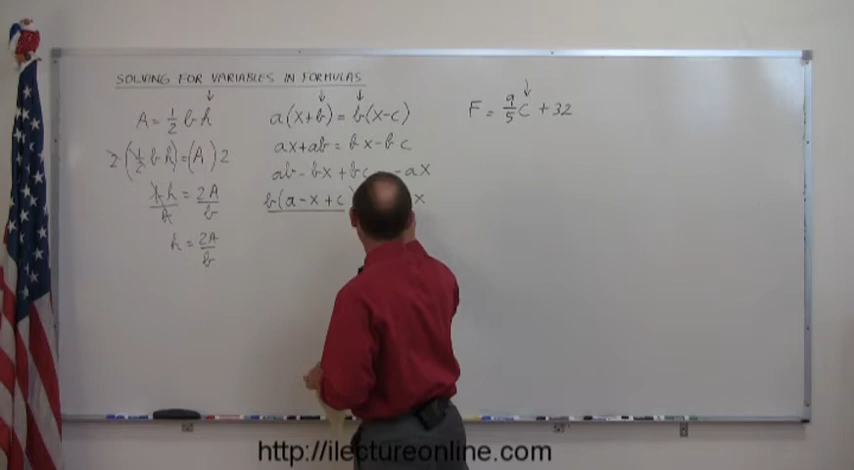 SOLVING FOR VARIABLES IN FORMULAS
A = 1/2 b h
2 (1/2 b h) = (A) 2
b h / b = 2A / b
h = 2A / b
a(x+b) = b(x-c)
ax+ab = bx-bc
ab - bx + bc - ax
b(a - x + c x
F = 9/5 C + 32
http://ilectureonline.com